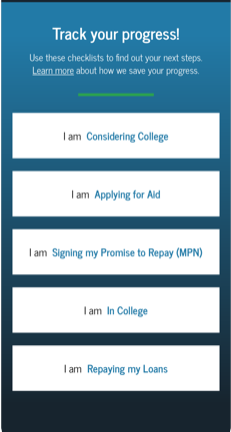 Track your progress!
Use these checklists to find out your next steps.
Learn more about how we save your progress.
I am Considering College
I am Applying for Aid
I am Signing my Promise to Repay (MPN)
I am In College
I am Repaying my Loans